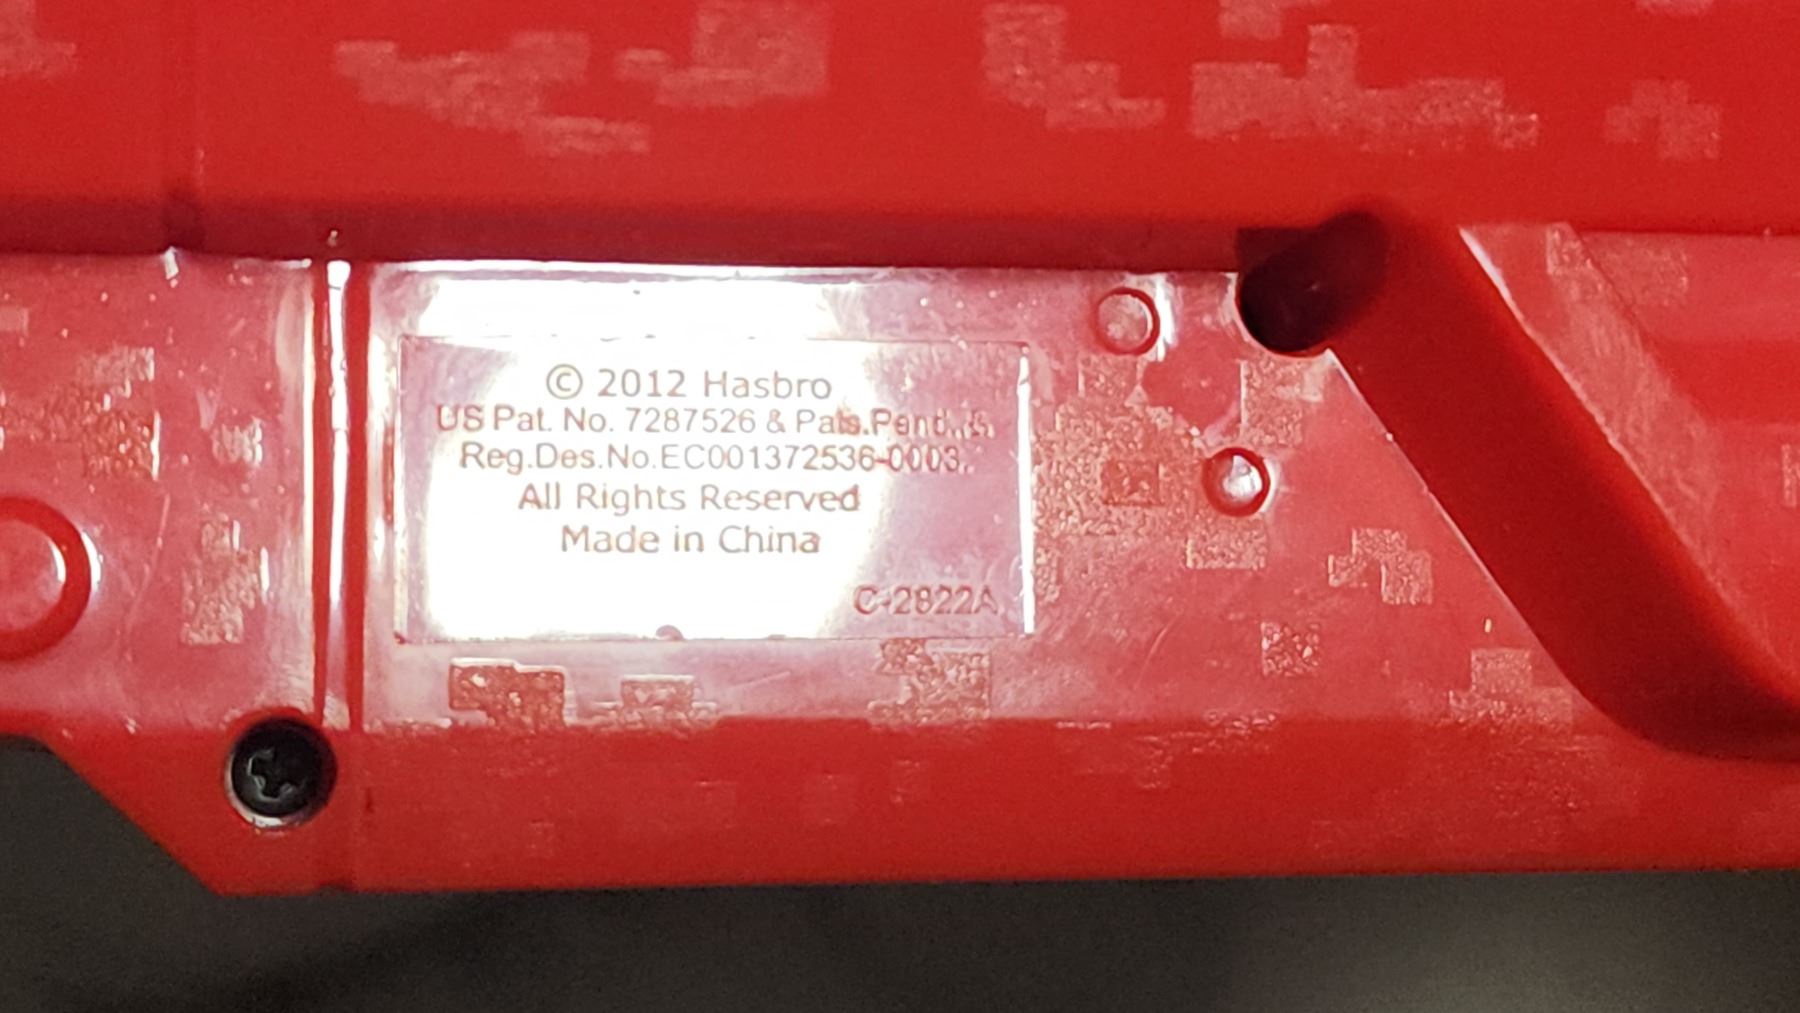 © 2012 Hasbro
US Pat. No. 7287526 & Pats.Pend. &
Reg.Des.No.EC001372536-0003.
All Rights Reserved
Made in China
C-2822A